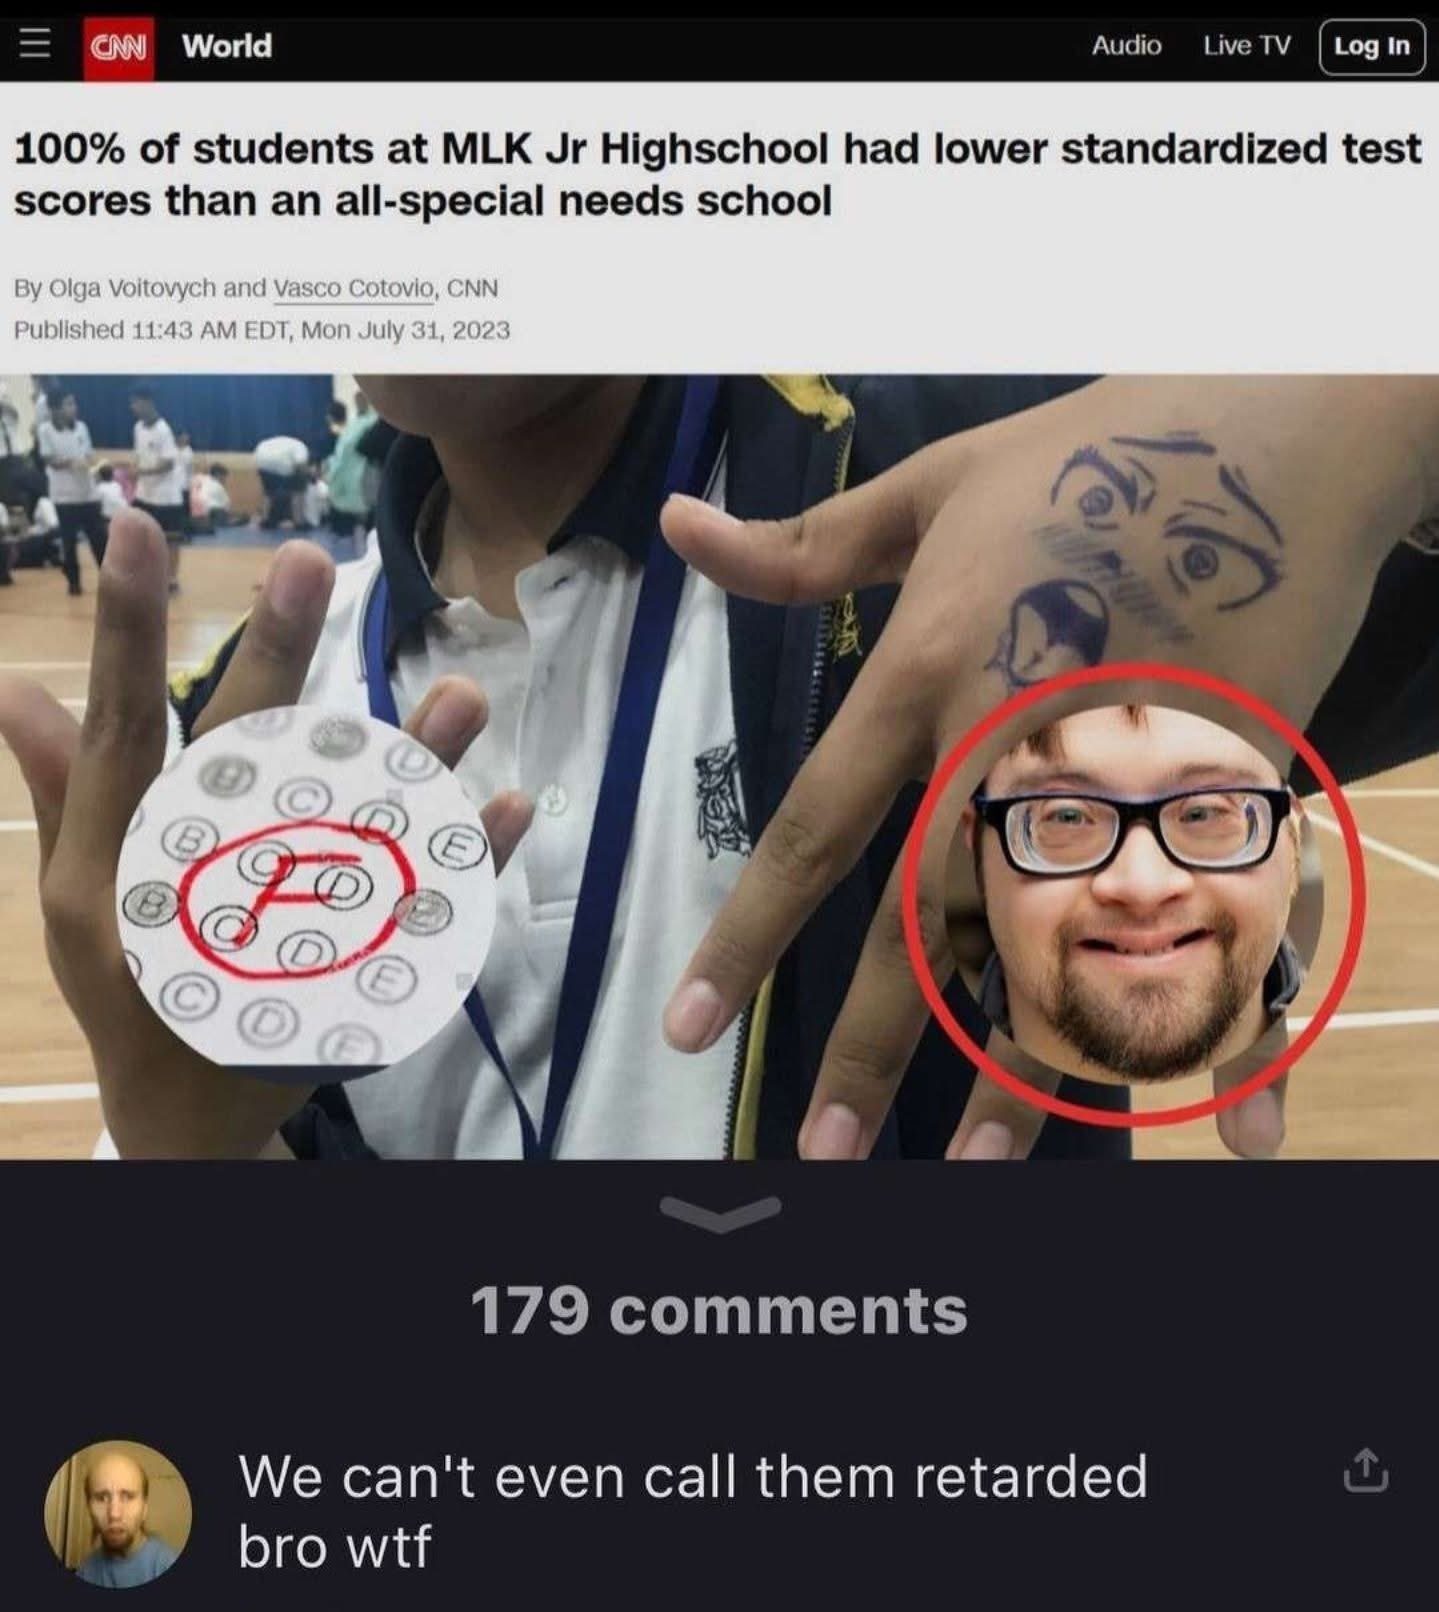 CNN World Audio Live TV Log In
100% of students at MLK Jr Highschool had lower standardized test
scores than an all-special needs school
By Olga Voitovych and Vasco Cotovio, CNN
Published 11:43 AM EDT, Mon July 31, 2023
D
B C D E
B C D
B C D E
C D E
F
179 comments
We can't even call them retarded
bro wtf